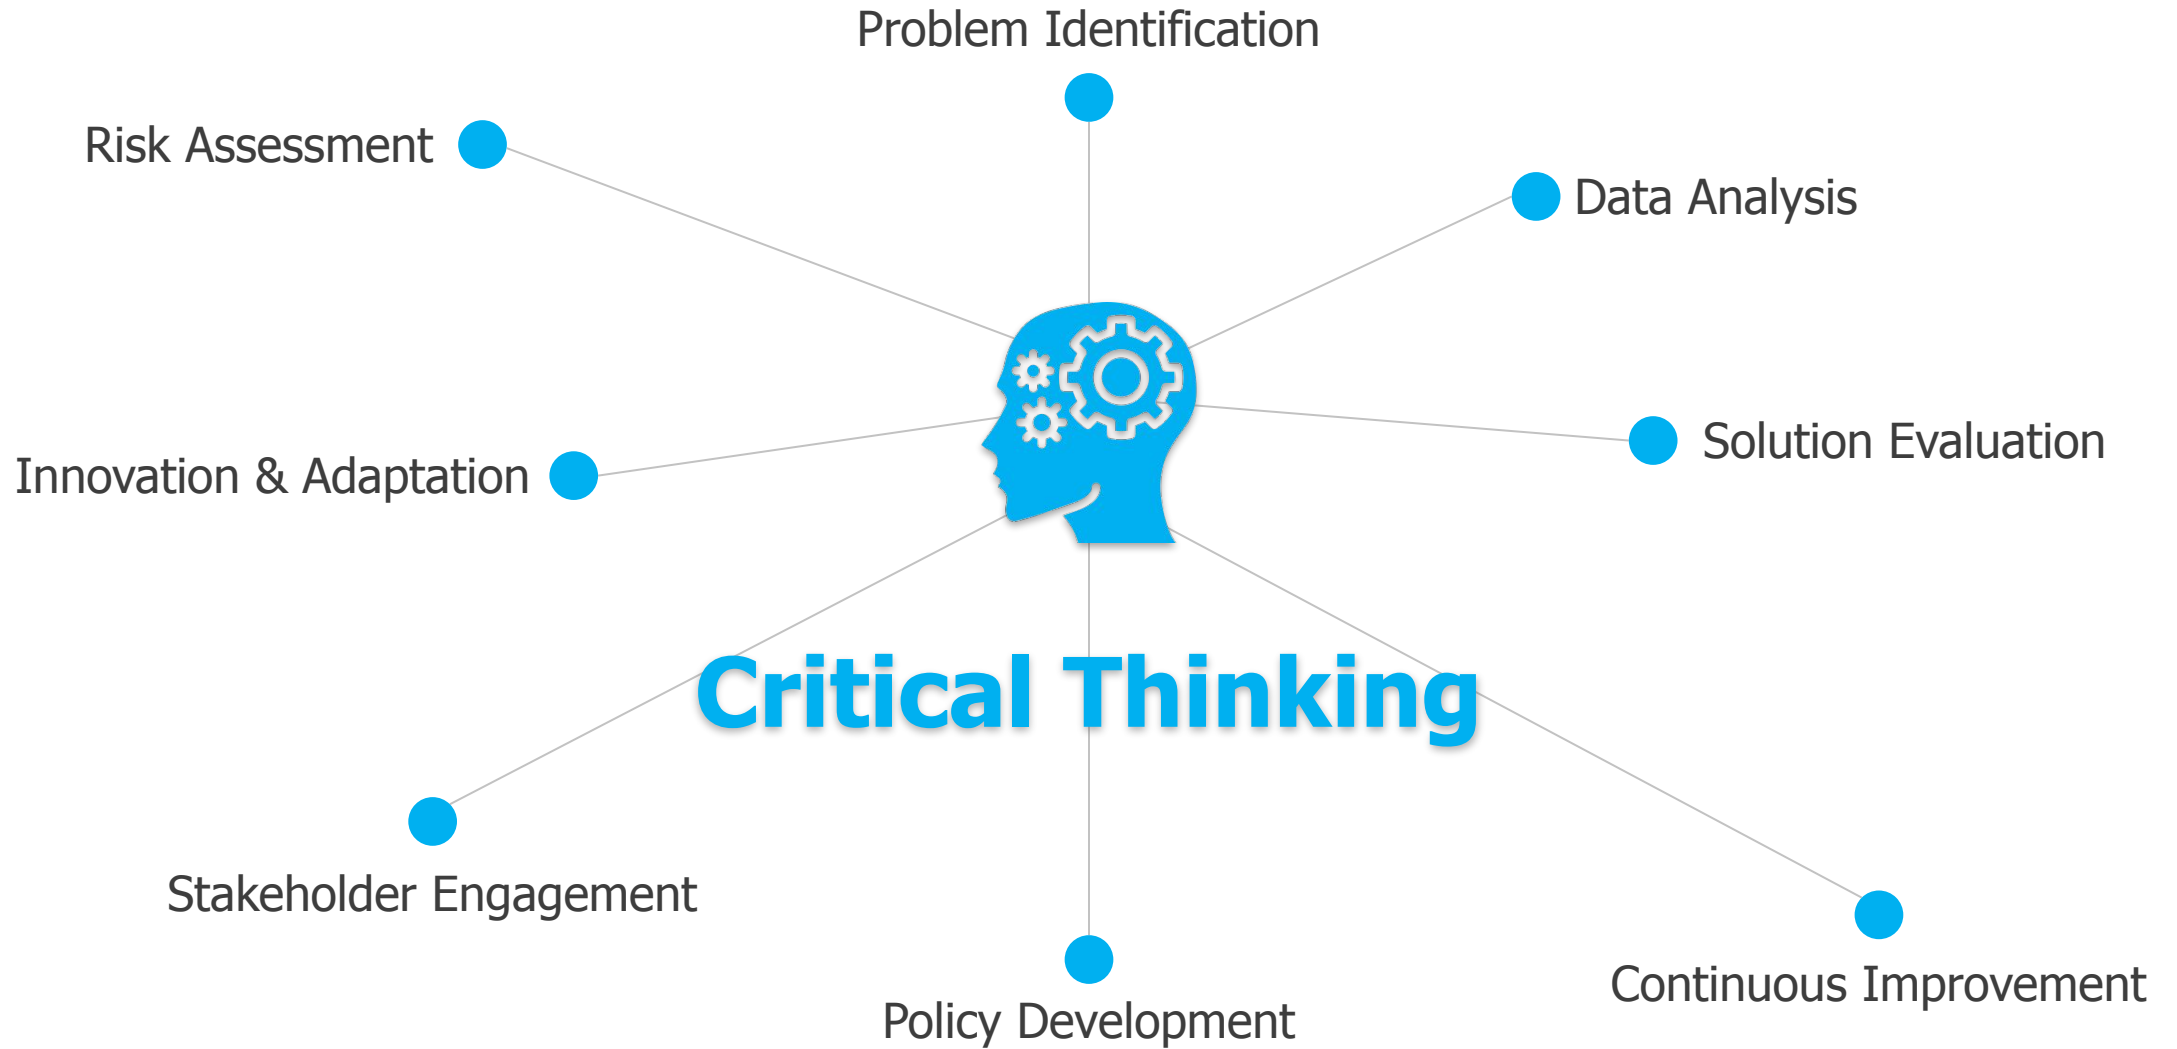 Problem Identification
Risk Assessment
Data Analysis
Solution Evaluation
Innovation & Adaptation
Critical Thinking
Stakeholder Engagement
Continuous Improvement
Policy Development